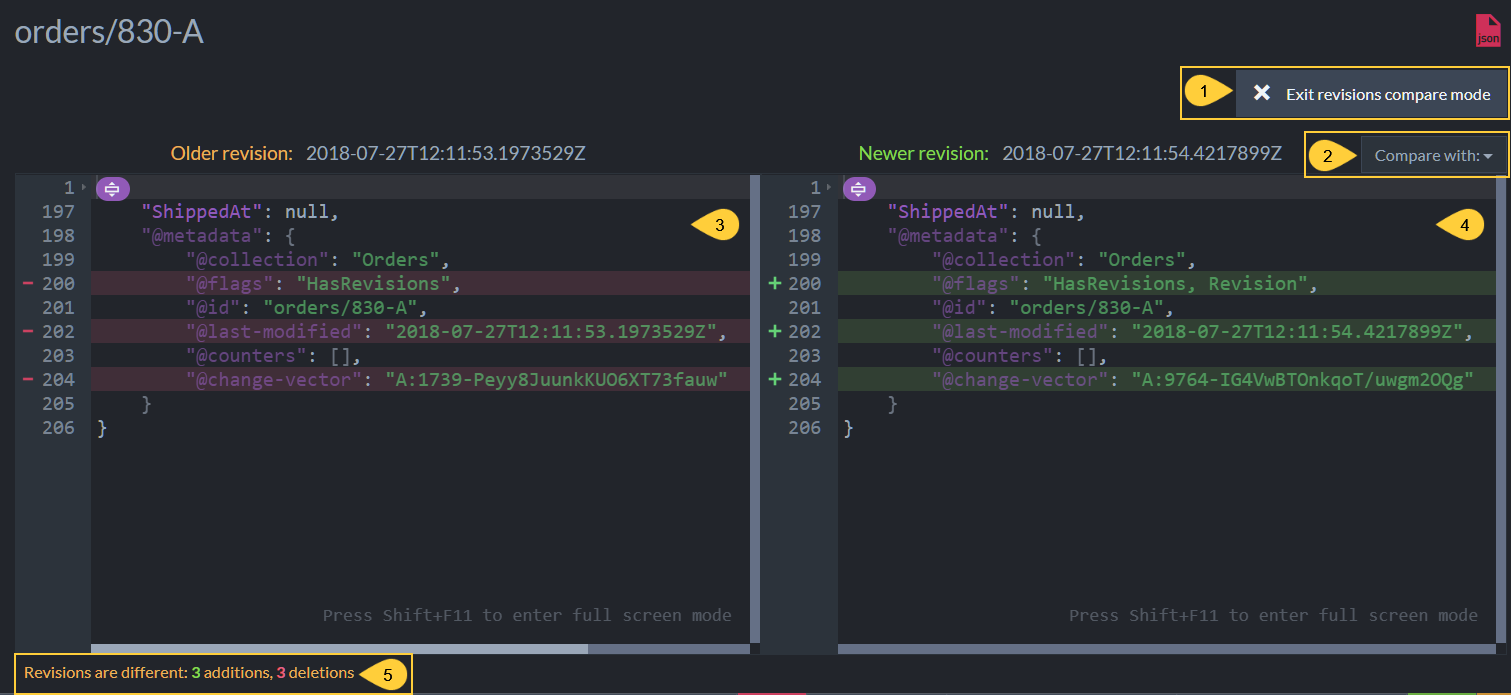 orders/830-A
json
1 Exit revisions compare mode
Older revision: 2018-07-27T12:11:53.1973529Z
Newer revision: 2018-07-27T12:11:54.4217899Z
2 Compare with:
1
197 "ShippedAt": null,
198 "@metadata": {
199 "@collection": "Orders",
- 200 "@flags": "HasRevisions",
201 "@id": "orders/830-A",
- 202 "@last-modified": "2018-07-27T12:11:53.1973529Z",
203 "@counters": [],
- 204 "@change-vector": "A:1739-Peyy8JuunkKUO6XT73fauw"
205 }
206 }
3
Press Shift+F11 to enter full screen mode
1
197 "ShippedAt": null,
198 "@metadata": {
199 "@collection": "Orders",
+ 200 "@flags": "HasRevisions, Revision",
201 "@id": "orders/830-A",
+ 202 "@last-modified": "2018-07-27T12:11:54.4217899Z",
203 "@counters": [],
+ 204 "@change-vector": "A:9764-IG4VwBTOnkqoT/uwgm2OQg"
205 }
206 }
4
Press Shift+F11 to enter full screen mode
Revisions are different: 3 additions, 3 deletions 5